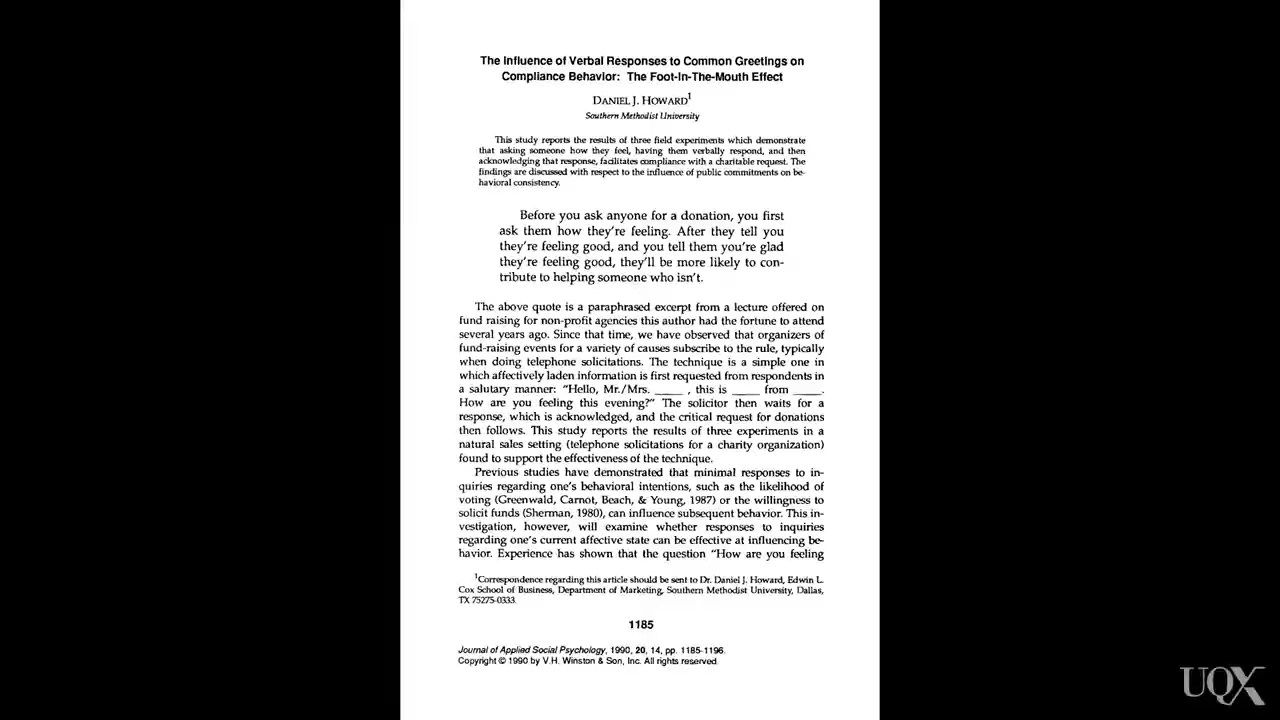 The Influence of Verbal Responses to Common Greetings on
Compliance Behavior: The Foot-In-The-Mouth Effect
DANIEL J. HOWARD1
Southern Methodist University
This study reports the results of three field experiments which demonstrate
that asking someone how they feel, having them verbally respond, and then
acknowledging that response, facilitates compliance with a charitable request. The
findings are discussed with respect to the influence of public commitments on be-
havioral consistency.
Before you ask anyone for a donation, you first
ask them how they're feeling. After they tell you
they're feeling good, and you tell them you're glad
they're feeling good, they'll be more likely to con-
tribute to helping someone who isn't.
The above quote is a paraphrased excerpt from a lecture offered on
fund raising for non-profit agencies this author had the fortune to attend
several years ago. Since that time, we have observed that organizers of
fund-raising events for a variety of causes subscribe to the rule, typically
when doing telephone solicitations. The technique is a simple one in
which affectively laden information is first requested from respondents in
a salutary manner: "Hello, Mr./Mrs. _____ , this is _____ from _____.
How are you feeling this evening?" The solicitor then waits for a
response, which is acknowledged, and the critical request for donations
then follows. This study reports the results of three experiments in a
natural sales setting (telephone solicitations for a charity organization)
found to support the effectiveness of the technique.
Previous studies have demonstrated that minimal responses to in-
quiries regarding one's behavioral intentions, such as the likelihood of
voting (Greenwald, Carnot, Beach, & Young, 1987) or the willingness to
solicit funds (Sherman, 1980), can influence subsequent behavior. This in-
vestigation, however, will examine whether responses to inquiries
regarding one's current affective state can be effective at influencing be-
havior. Experience has shown that the question "How are you feeling
1Correspondence regarding this article should be sent to Dr. Daniel J. Howard, Edwin L.
Cox School of Business, Department of Marketing, Southern Methodist University, Dallas,
TX 75275-0333.
1185
Journal of Applied Social Psychology, 1990, 20, 14, pp. 1185-1196.
Copyright © 1990 by V.H. Winston & Son, Inc. All rights reserved.
UQX